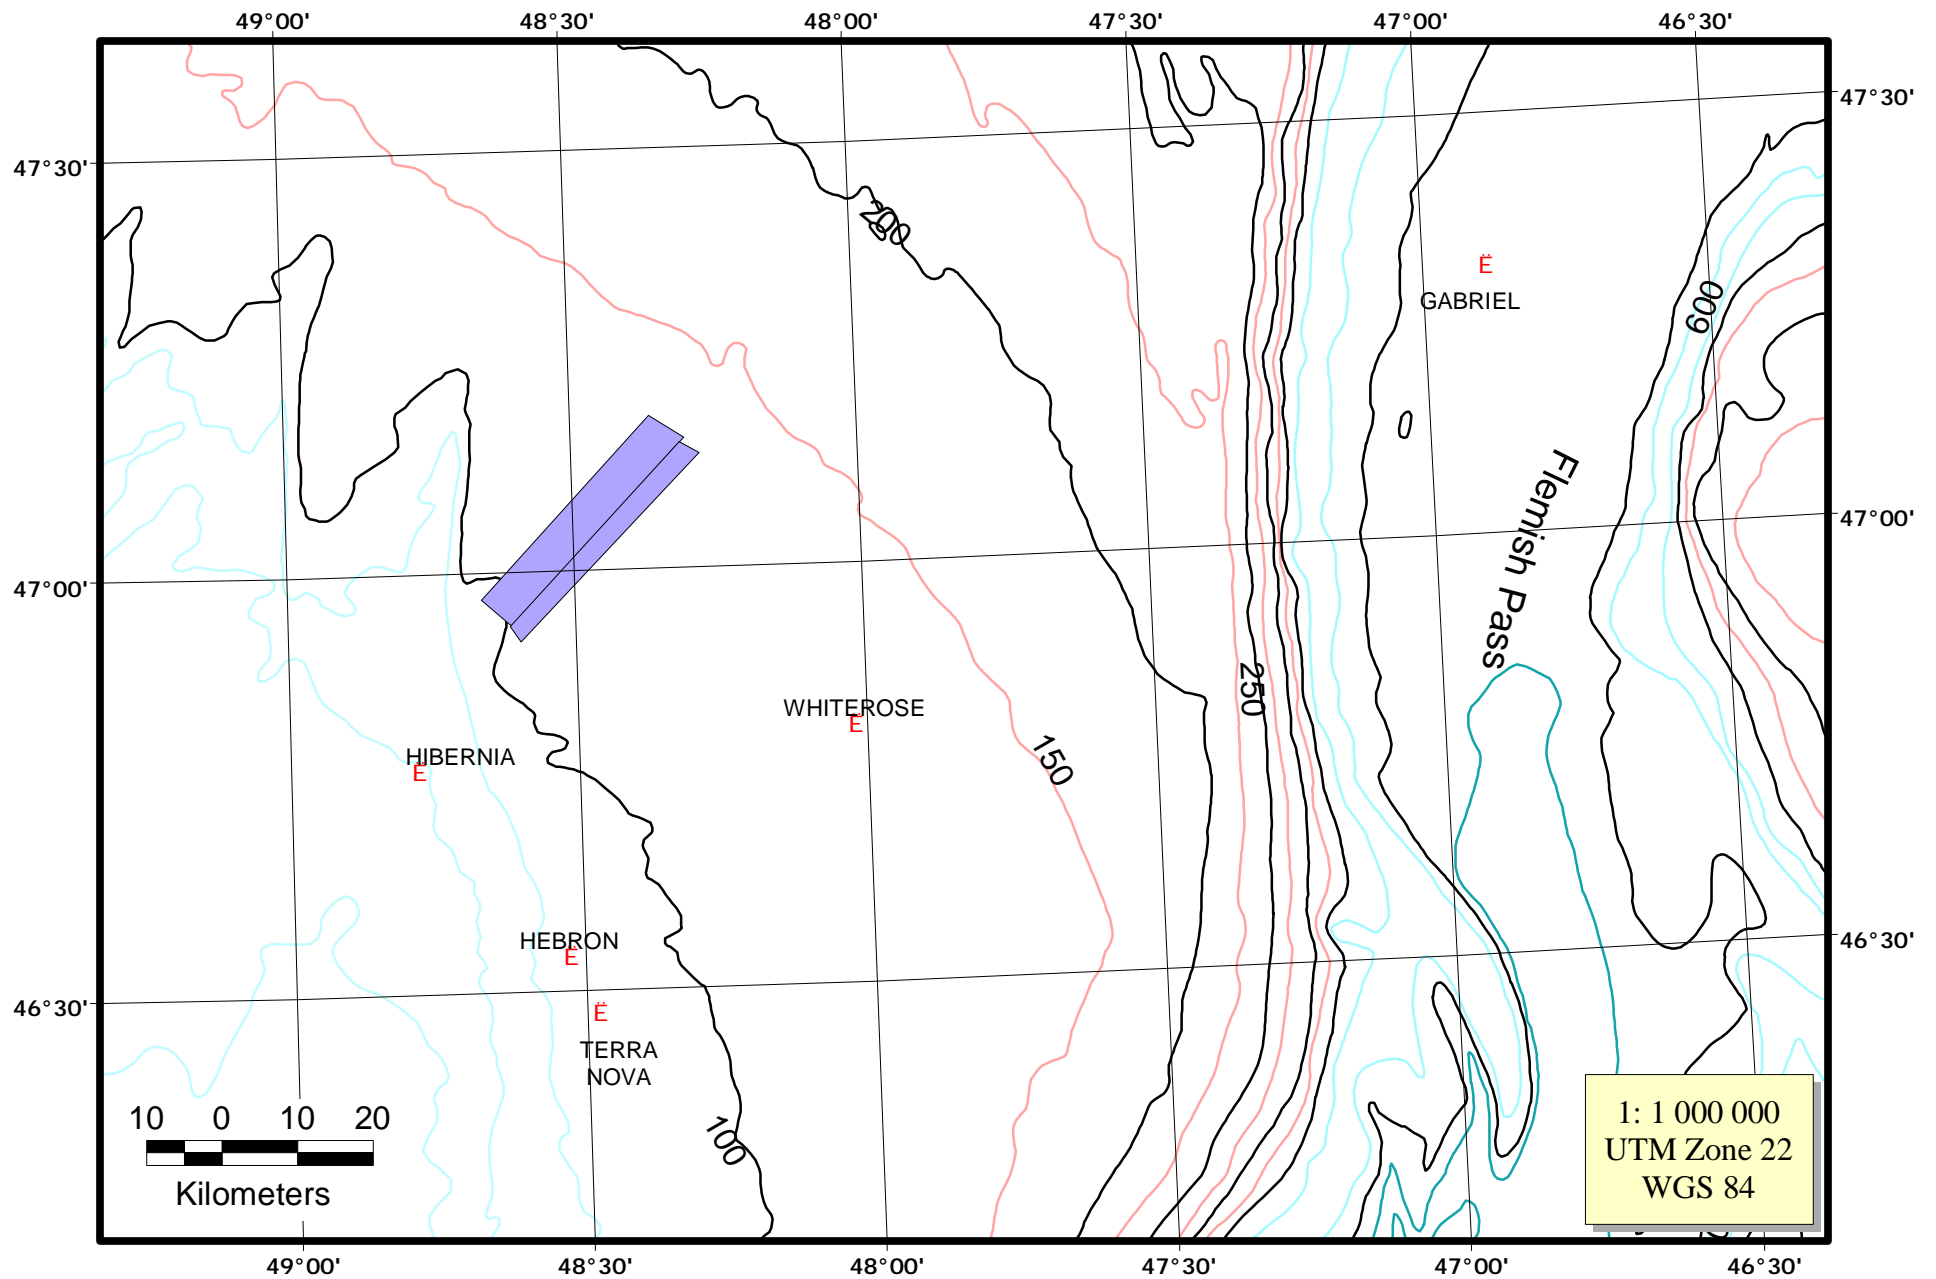 49°00' 48°30' 48°00' 47°30' 47°00' 46°30'
47°30'
47°30'
200
Ë
GABRIEL
600
Flemish Pass
47°00'
47°00'
250
WHITEROSE
Ë
150
HIBERNIA
Ë
HEBRON
Ë
46°30'
46°30'
Ë
TERRA
NOVA
100
10 0 10 20
Kilometers
1: 1 000 000
UTM Zone 22
WGS 84
49°00' 48°30' 48°00' 47°30' 47°00' 46°30'